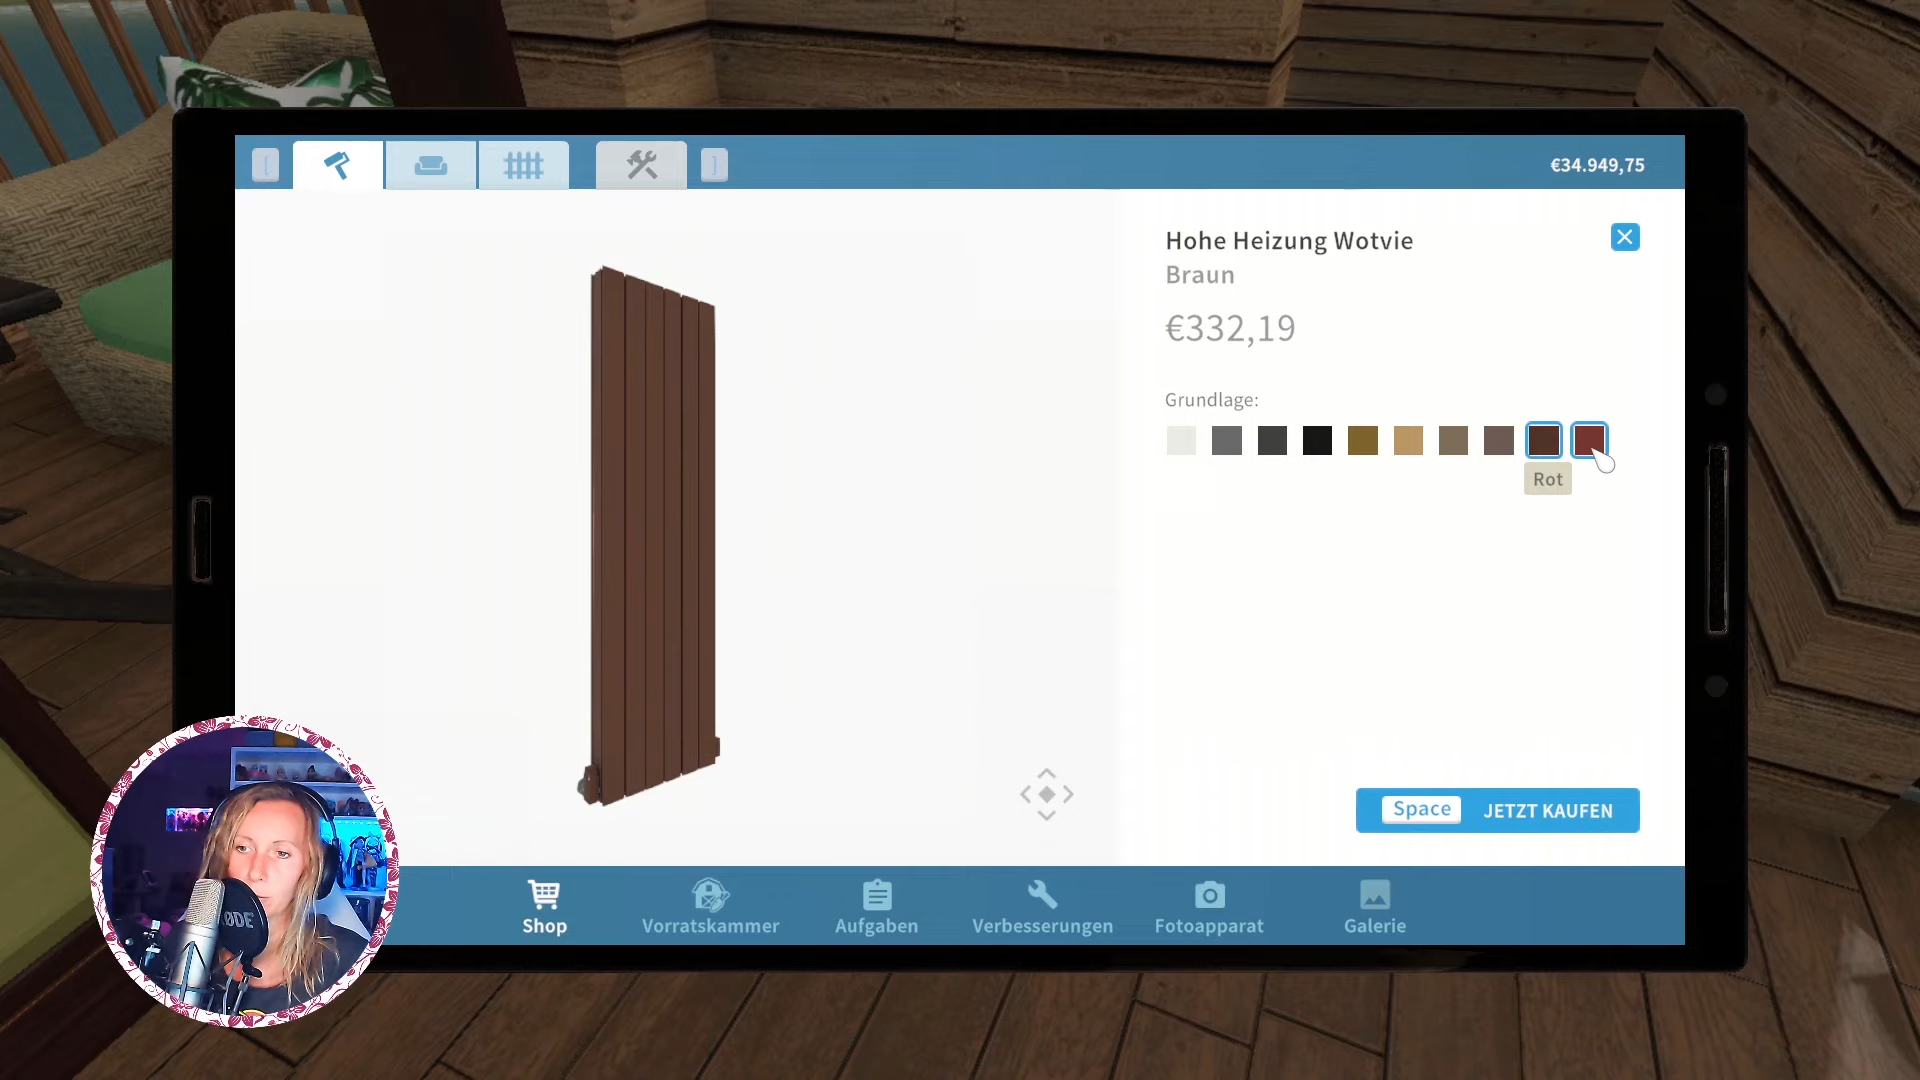 [ ]
€34.949,75
Hohe Heizung Wotvie
Braun
€332,19
Grundlage:
Rot
Space JETZT KAUFEN
Shop Vorratskammer Aufgaben Verbesserungen Fotoapparat Galerie
RØDE